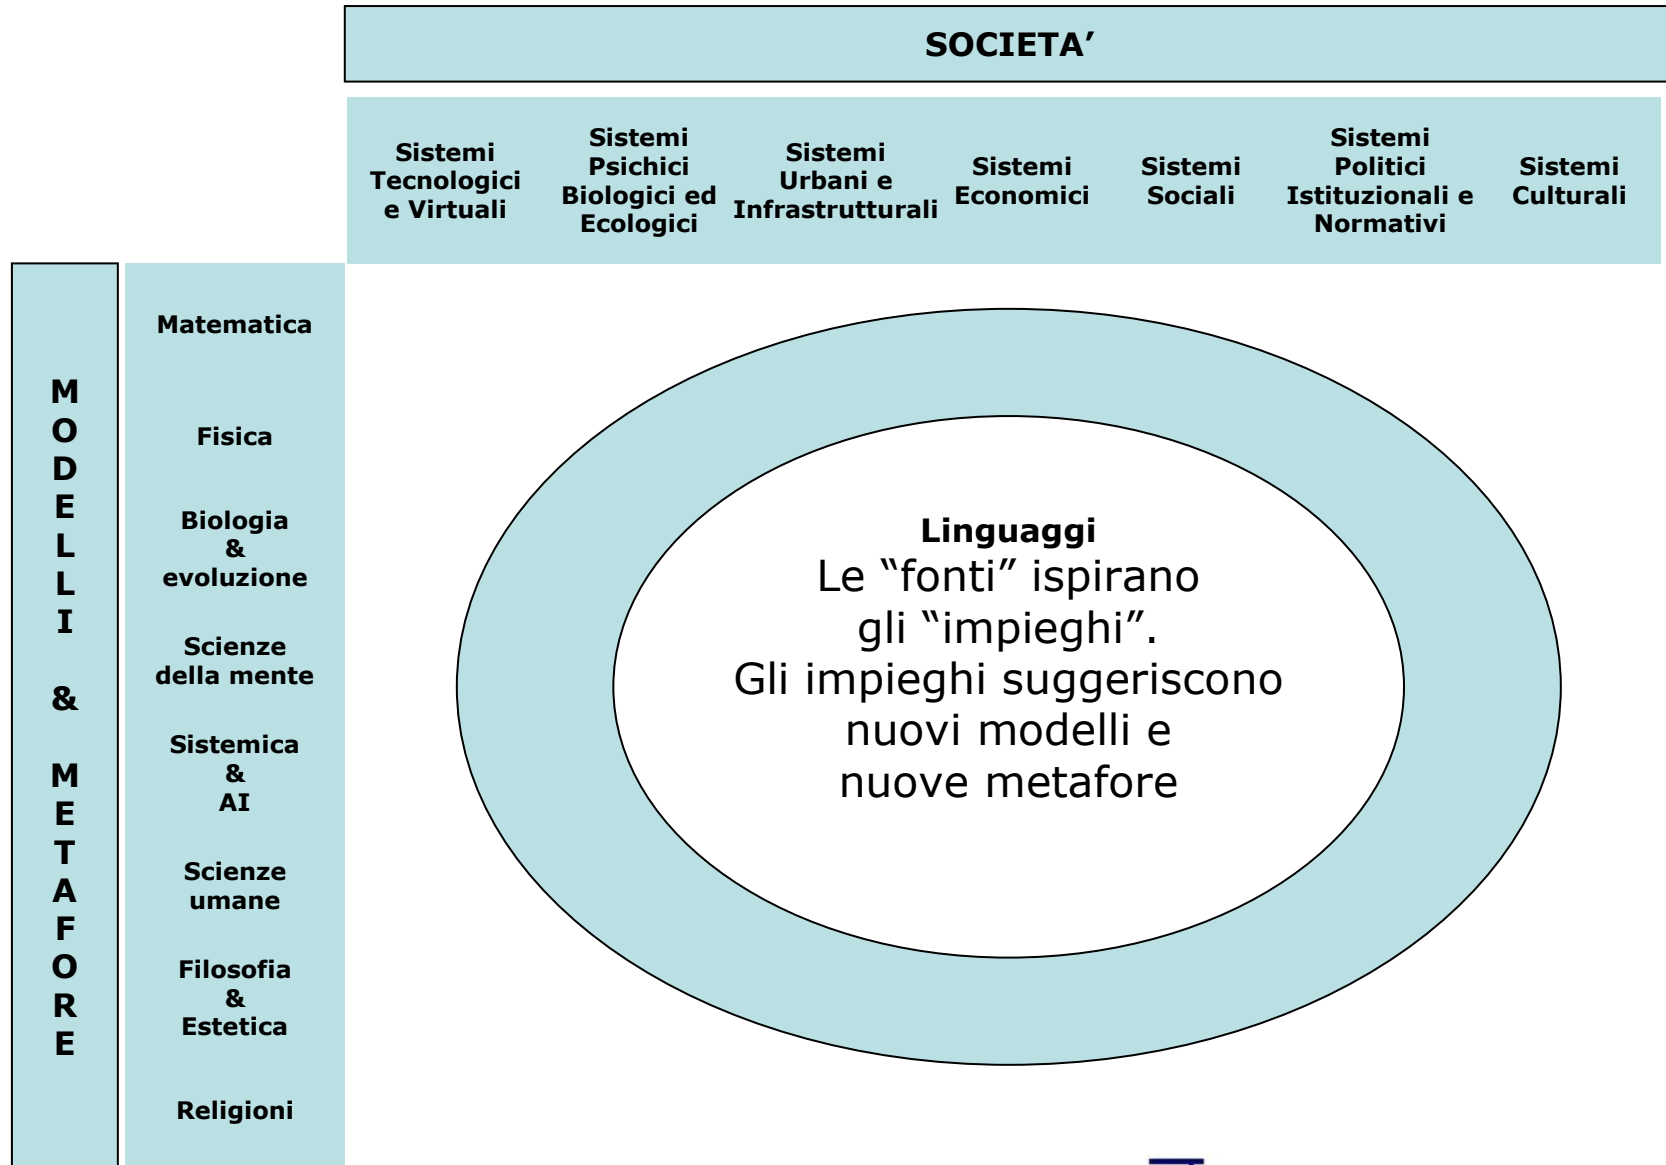 SOCIETA’
Sistemi
Tecnologici
e Virtuali
Sistemi
Psichici
Biologici ed
Ecologici
Sistemi
Urbani e
Infrastrutturali
Sistemi
Economici
Sistemi
Sociali
Sistemi
Politici
Istituzionali e
Normativi
Sistemi
Culturali
M
O
D
E
L
L
I
&
M
E
T
A
F
O
R
E
Matematica
Fisica
Biologia
&
evoluzione
Scienze
della mente
Sistemica
&
AI
Scienze
umane
Filosofia
&
Estetica
Religioni
Linguaggi
Le “fonti” ispirano
gli “impieghi”.
Gli impieghi suggeriscono
nuovi modelli e
nuove metafore